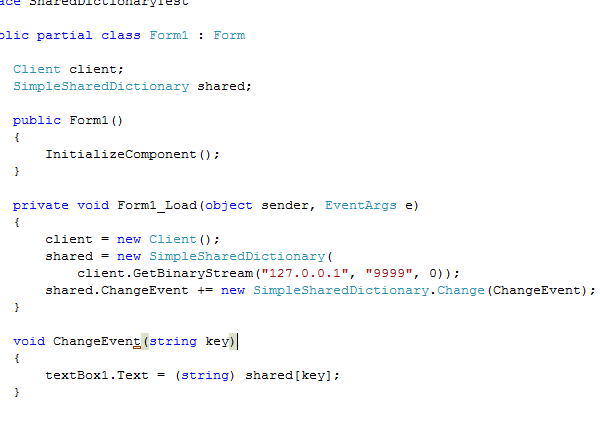 ace SharedDictionaryTest
blic partial class Form1 : Form
Client client;
SimpleSharedDictionary shared;
public Form1()
{
InitializeComponent();
}
private void Form1_Load(object sender, EventArgs e)
{
client = new Client();
shared = new SimpleSharedDictionary(
client.GetBinaryStream("127.0.0.1", "9999", 0));
shared.ChangeEvent += new SimpleSharedDictionary.Change(ChangeEvent);
}
void ChangeEvent(string key)
{
textBox1.Text = (string) shared[key];
}